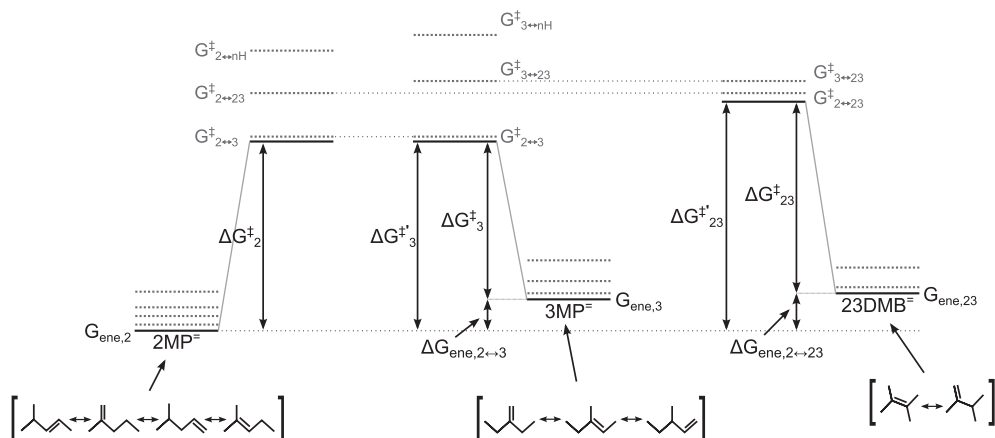 G‡3↔nH
G‡2↔nH
G‡3↔23
G‡3↔23
G‡2↔23
G‡2↔23
G‡2↔3
G‡2↔3
ΔG‡2
ΔG‡'3
ΔG‡3
ΔG‡'23
ΔG‡23
Gene,2
2MP=
3MP=
Gene,3
23DMB=
Gene,23
ΔGene,2↔3
ΔGene,2↔23